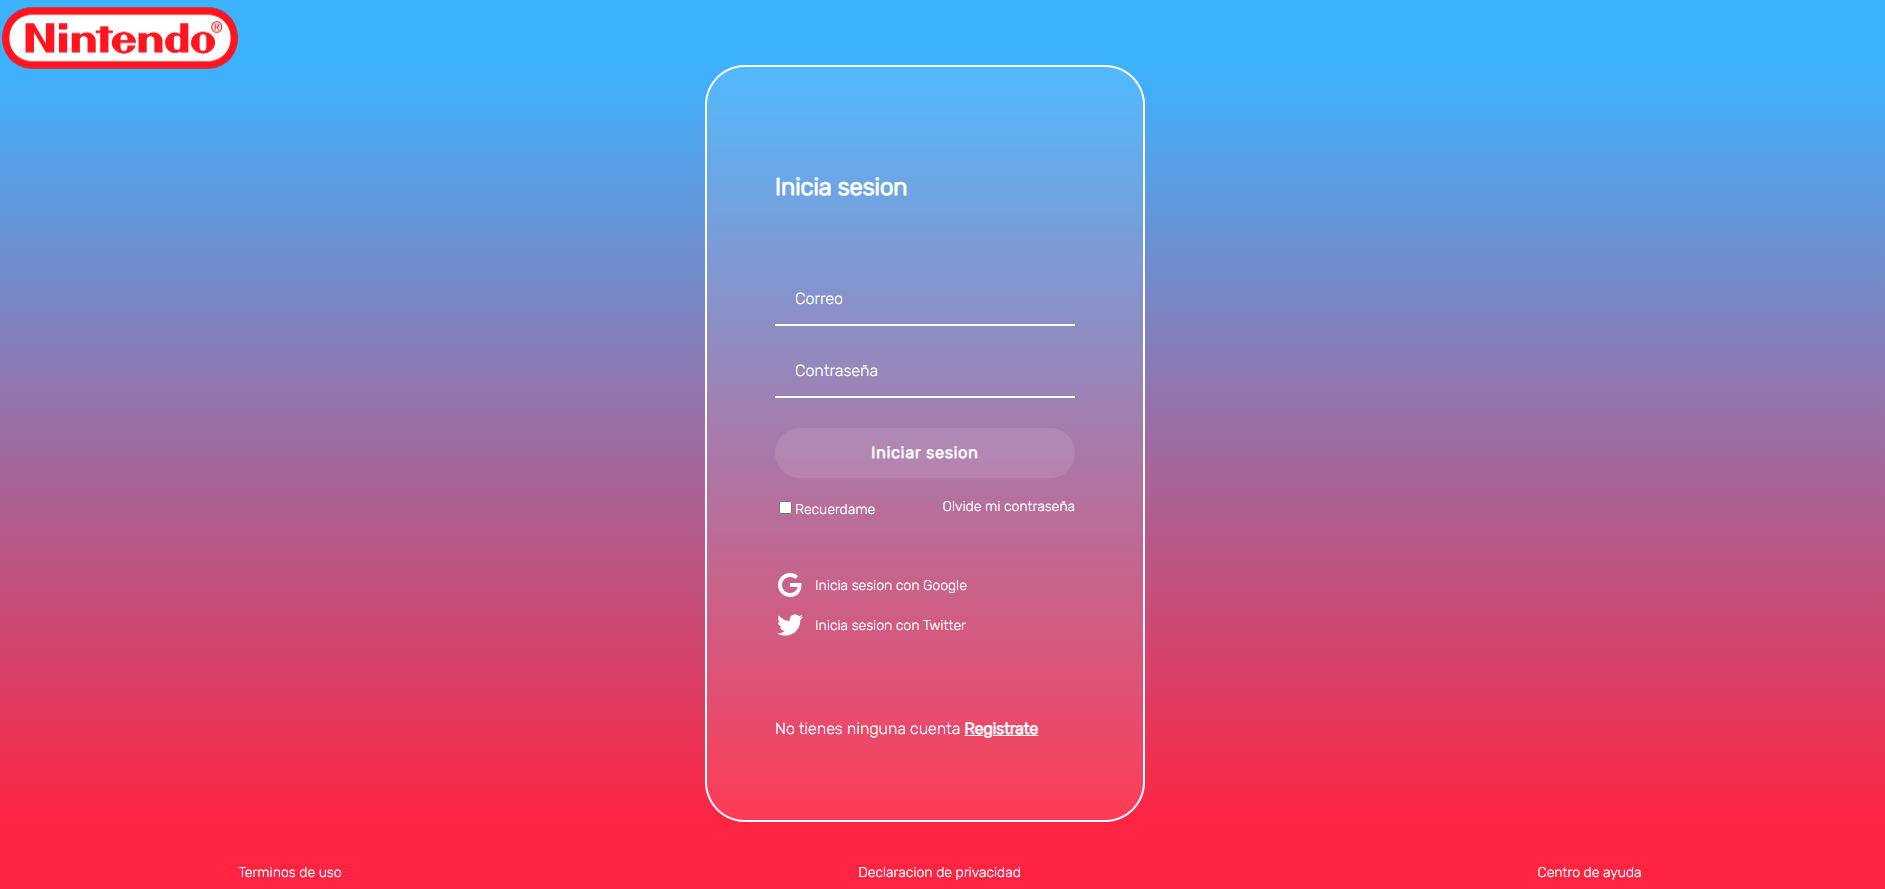 Nintendo®
Inicia sesion
Correo
Contraseña
Iniciar sesion
Recuerdame
Olvide mi contraseña
Inicia sesion con Google
Inicia sesion con Twitter
No tienes ninguna cuenta Registrate
Terminos de uso
Declaracion de privacidad
Centro de ayuda